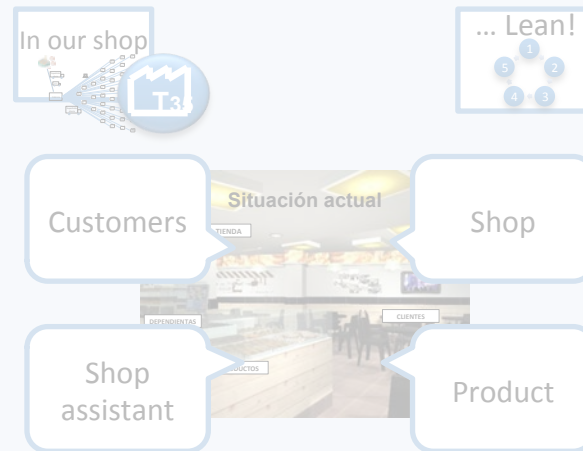 In our shop
T3
... Lean!
1
5
2
4
3
Customers
Situación actual
Shop
TIENDA
DEPENDIENTAS
CLIENTES
Shop
assistant
Product